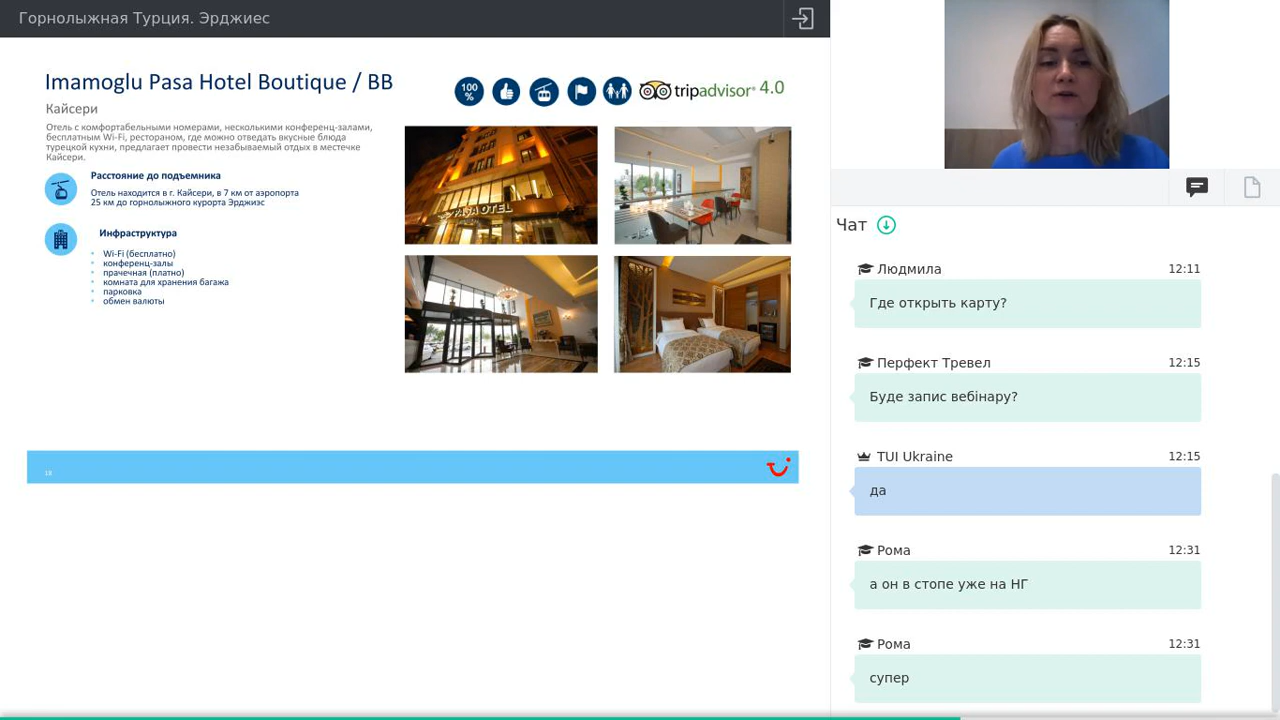 Горнолыжная Турция. Эрджиес
Imamoglu Pasa Hotel Boutique / BB
Кайсери
Отель с комфортабельными номерами, несколькими конференц-залами,
бесплатным Wi-Fi, рестораном, где можно отведать вкусные блюда
турецкой кухни, предлагает провести незабываемый отдых в местечке
Кайсери.
100
%
tripadvisor® 4.0
Расстояние до подъемника
Отель находится в г. Кайсери, в 7 км от аэропорта
25 км до горнолыжного курорта Эрджиэс
Инфраструктура
• Wi-Fi (бесплатно)
• конференц-залы
• прачечная (платно)
• комната для хранения багажа
• парковка
• обмен валюты
PAŞA OTEL
18
Чат
Людмила 12:11
Где открыть карту?
Перфект Тревел 12:15
Буде запис вебінару?
TUI Ukraine 12:15
да
Рома 12:31
а он в стопе уже на НГ
Рома 12:31
супер